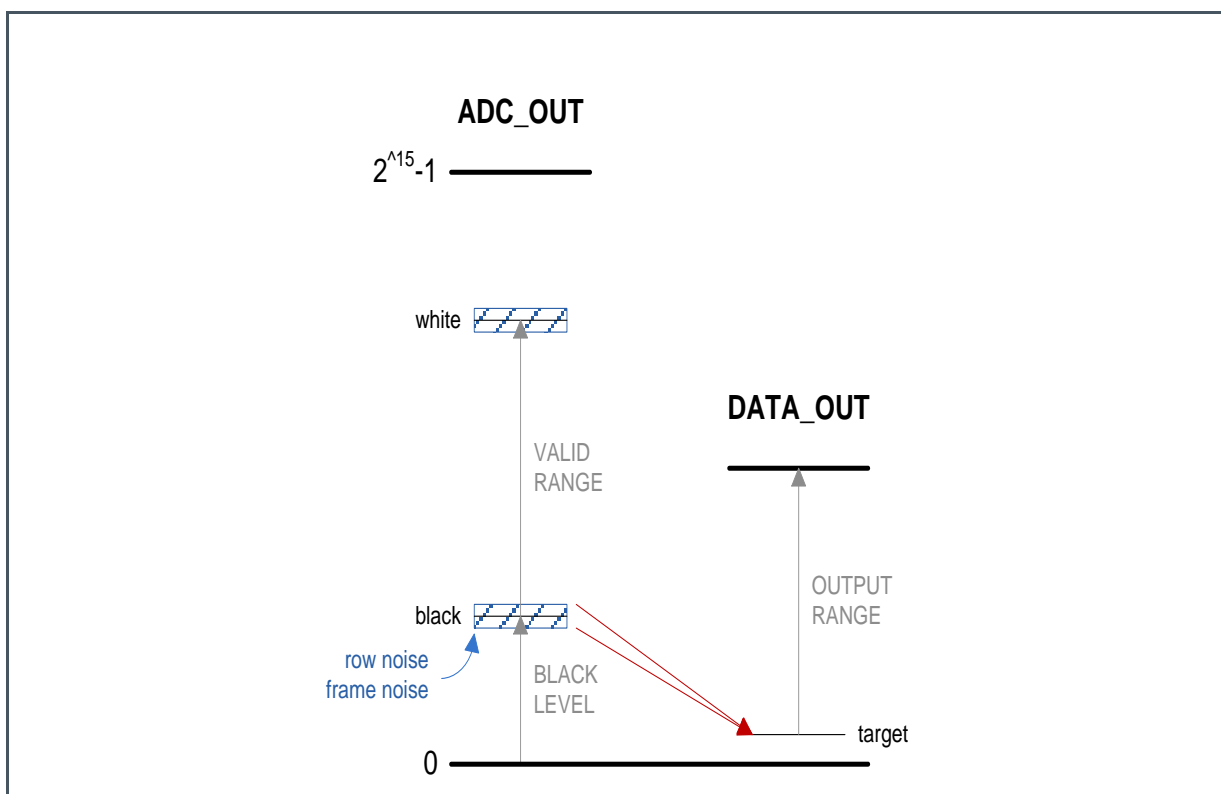 ADC_OUT
2^15-1
white
DATA_OUT
VALID
RANGE
OUTPUT
RANGE
black
row noise
frame noise
BLACK
LEVEL
target
0